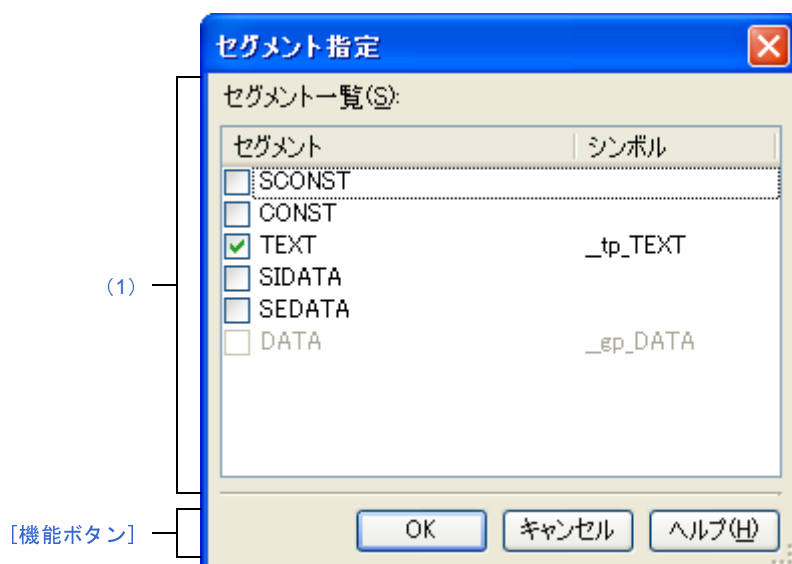 セグメント指定
セグメント一覧(S):
セグメント シンボル
SCONST
CONST
TEXT __tp_TEXT
(1)
SIDATA
SEDATA
DATA __gp_DATA
[機能ボタン]
OK キャンセル ヘルプ(H)